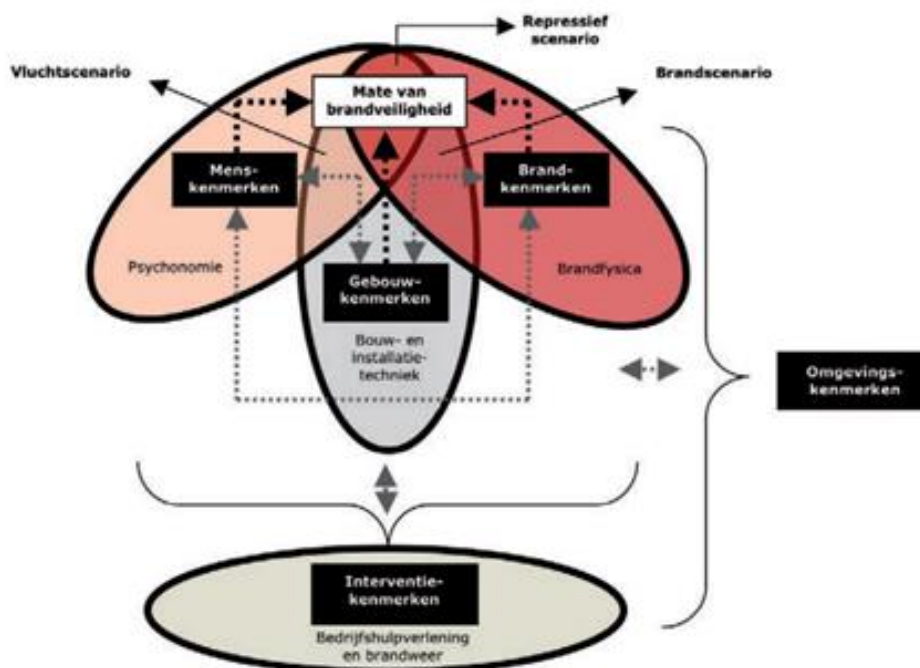 Repressief
scenario
Vluchtscenario
Brandscenario
Mate van
brandveiligheid
Mens-
kenmerken
Brand-
kenmerken
Psychonomie
Brandfysica
Gebouw-
kenmerken
Bouw- en
installatie-
techniek
Omgevings-
kenmerken
Interventie-
kenmerken
Bedrijfshulpverlening
en brandweer